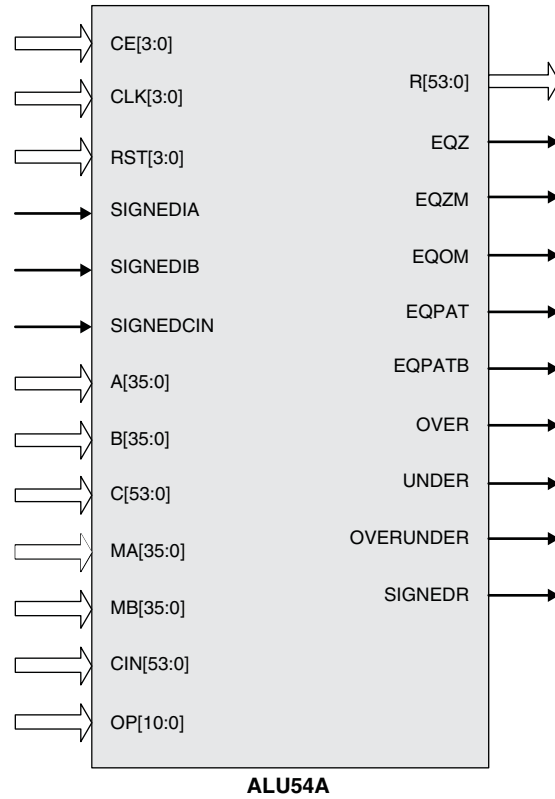 CE[3:0]
CLK[3:0]
RST[3:0]
SIGNEDIA
SIGNEDIB
SIGNEDCIN
A[35:0]
B[35:0]
C[53:0]
MA[35:0]
MB[35:0]
CIN[53:0]
OP[10:0]
R[53:0]
EQZ
EQZM
EQOM
EQPAT
EQPATB
OVER
UNDER
OVERUNDER
SIGNEDR
ALU54A